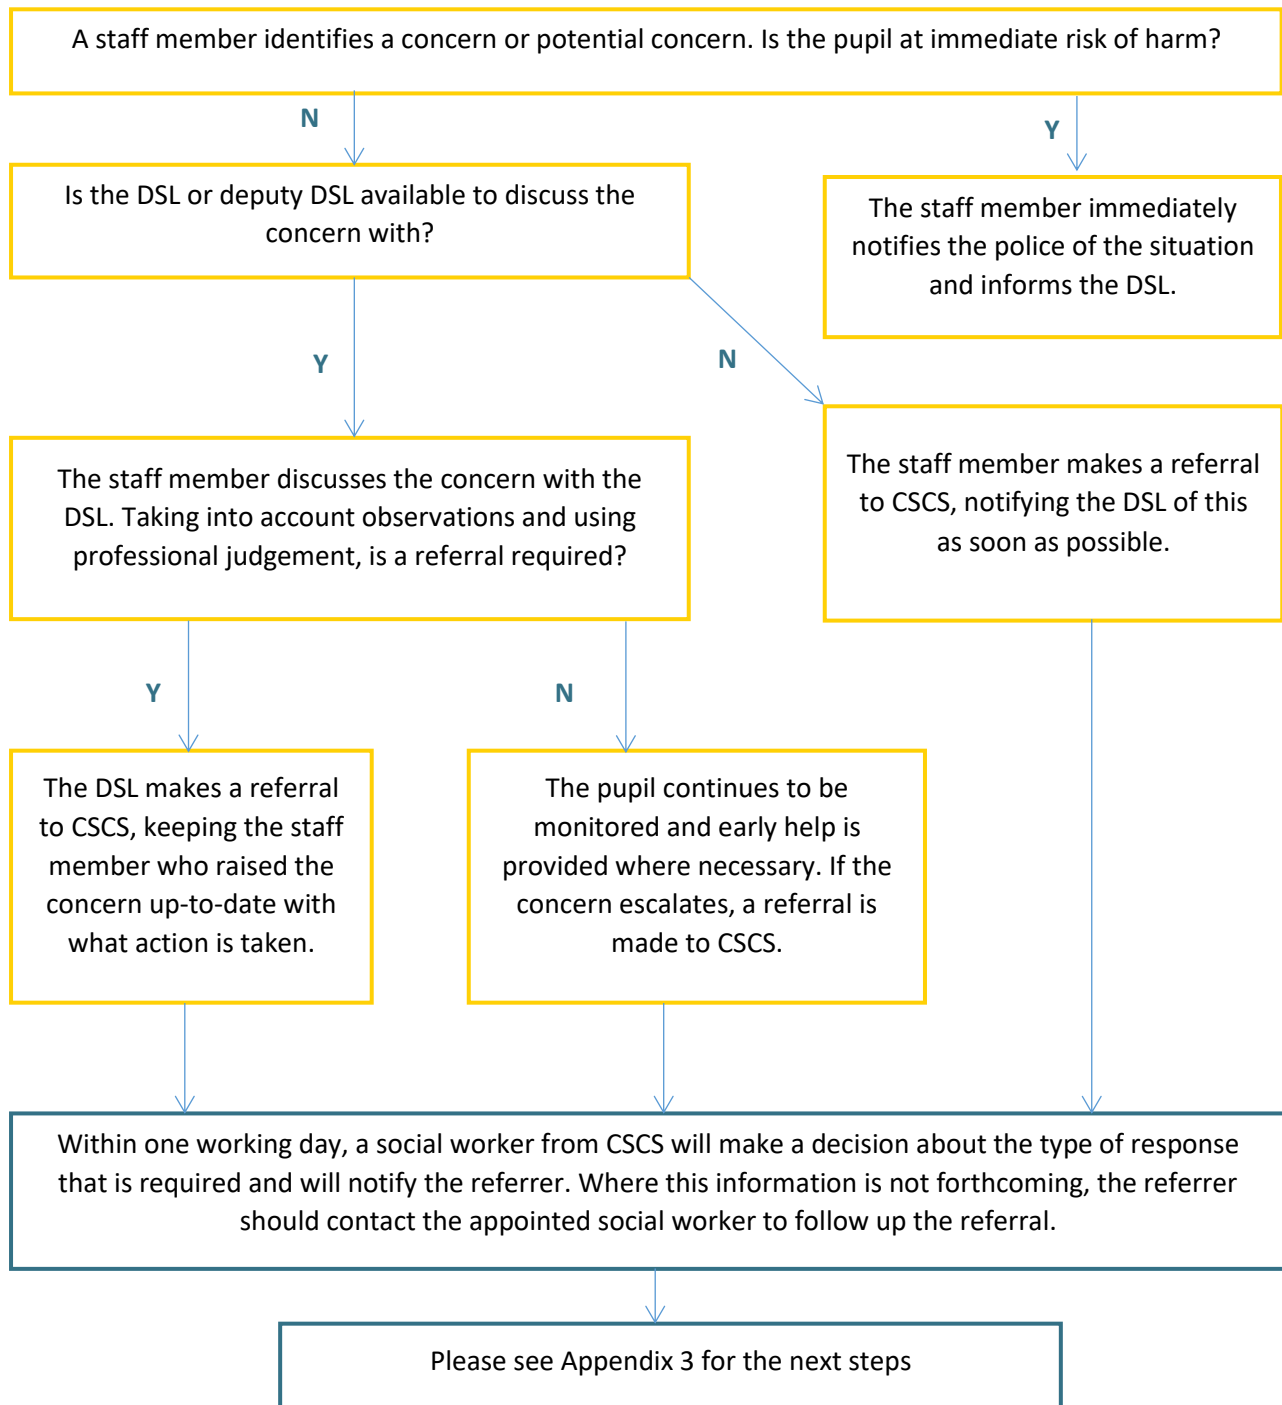 A staff member identifies a concern or potential concern. Is the pupil at immediate risk of harm?
N
Y
Is the DSL or deputy DSL available to discuss the
concern with?
The staff member immediately
notifies the police of the situation
and informs the DSL.
Y
N
The staff member discusses the concern with the
DSL. Taking into account observations and using
professional judgement, is a referral required?
The staff member makes a referral
to CSCS, notifying the DSL of this
as soon as possible.
Y
N
The DSL makes a referral
to CSCS, keeping the staff
member who raised the
concern up-to-date with
what action is taken.
The pupil continues to be
monitored and early help is
provided where necessary. If the
concern escalates, a referral is
made to CSCS.
Within one working day, a social worker from CSCS will make a decision about the type of response
that is required and will notify the referrer. Where this information is not forthcoming, the referrer
should contact the appointed social worker to follow up the referral.
Please see Appendix 3 for the next steps